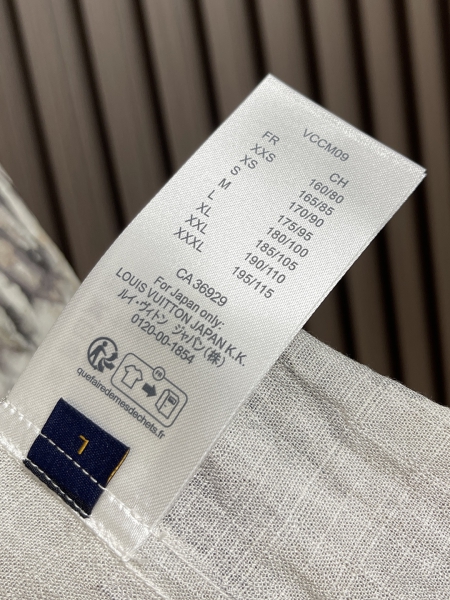 VCCM09
FR CH
XXS 160/80
XS 165/85
S 170/90
M 175/95
L 180/100
XL 185/105
XXL 190/110
XXXL 195/115
CA 36929
For Japan only:
LOUIS VUITTON JAPAN K.K.
ルイ・ヴィトン ジャパン(株)
0120-00-1854
FR
quefairedemesdechets.fr
L